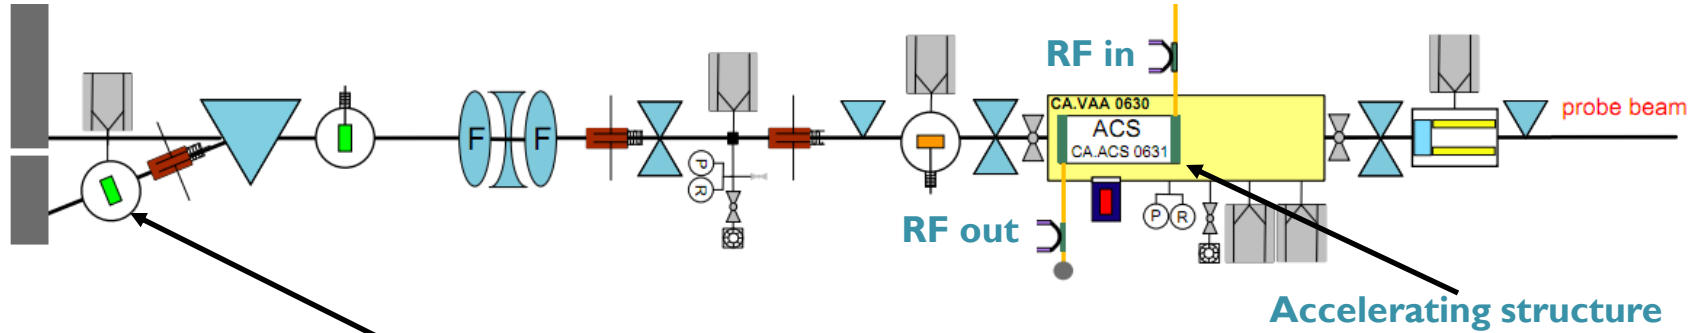 RF in
probe beam
CA.VAA 0630
ACS
CA.ACS 0631
F
F
P
R
P
R
RF out
Accelerating structure